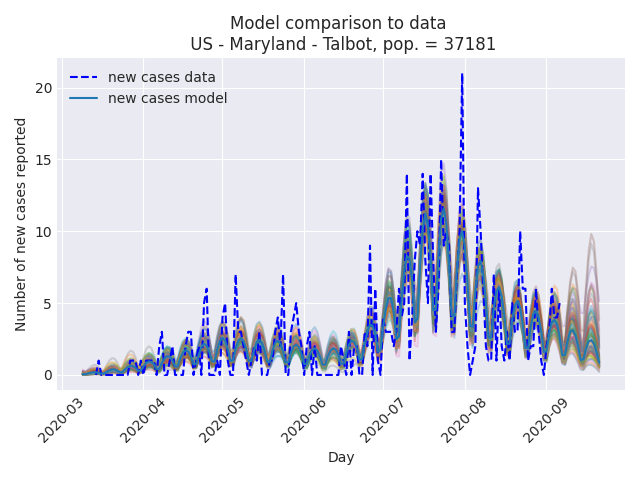 Model comparison to data
US - Maryland - Talbot, pop. = 37181
new cases data
new cases model
Number of new cases reported
20
15
10
5
0
2020-03
2020-04
2020-05
2020-06
2020-07
2020-08
2020-09
Day